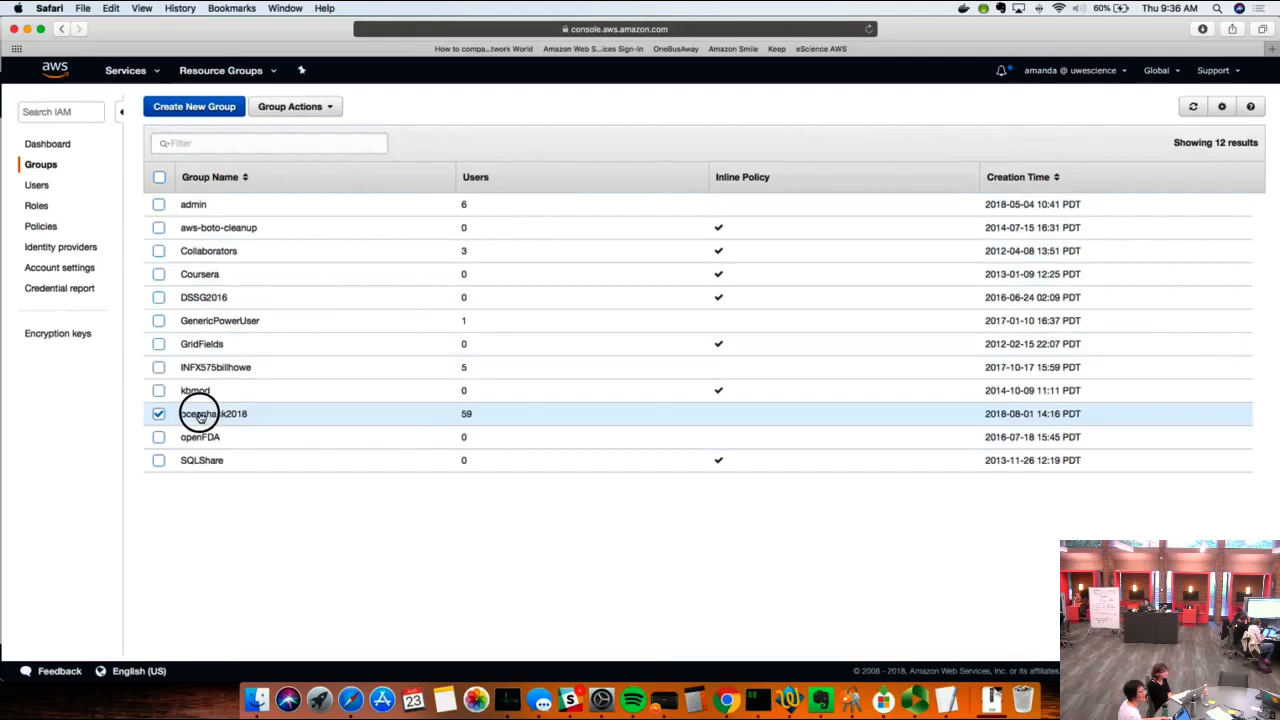 Safari File Edit View History Bookmarks Window Help 60% Thu 9:36 AM
console.aws.amazon.com
How to compa...twork World Amazon Web S...ices Sign-In OneBusAway Amazon Smile Keep eScience AWS
aws Services Resource Groups amanda @ uwescience Global Support
Search IAM
Create New Group Group Actions
Filter Showing 12 results
Dashboard
Groups
Users
Roles
Policies
Identity providers
Account settings
Credential report
Encryption keys
Group Name Users Inline Policy Creation Time
admin 6 2018-05-04 10:41 PDT
aws-boto-cleanup 0 2014-07-15 16:31 PDT
Collaborators 3 2012-04-08 13:51 PDT
Coursera 0 2013-01-09 12:25 PDT
DSSG2016 0 2016-06-24 02:09 PDT
GenericPowerUser 1 2017-01-10 16:37 PDT
GridFields 0 2012-02-15 22:07 PDT
INFX575billhowe 5 2017-10-17 15:59 PDT
kbmod 0 2014-10-09 11:11 PDT
oceanhack2018 59 2018-08-01 14:16 PDT
openFDA 0 2016-07-18 15:45 PDT
SQLShare 0 2013-11-26 12:19 PDT
Feedback English (US) © 2008 - 2018, Amazon Web Services, Inc. or its affiliates.
23